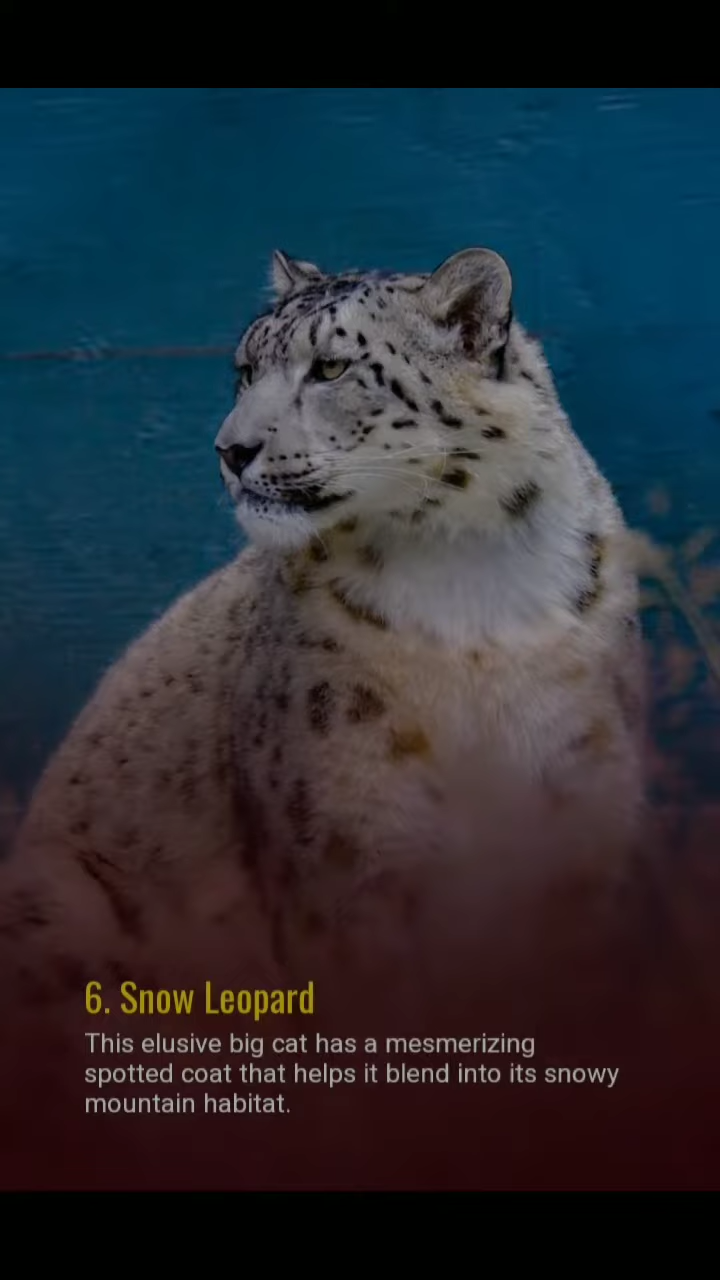 6. Snow Leopard
This elusive big cat has a mesmerizing
spotted coat that helps it blend into its snowy
mountain habitat.